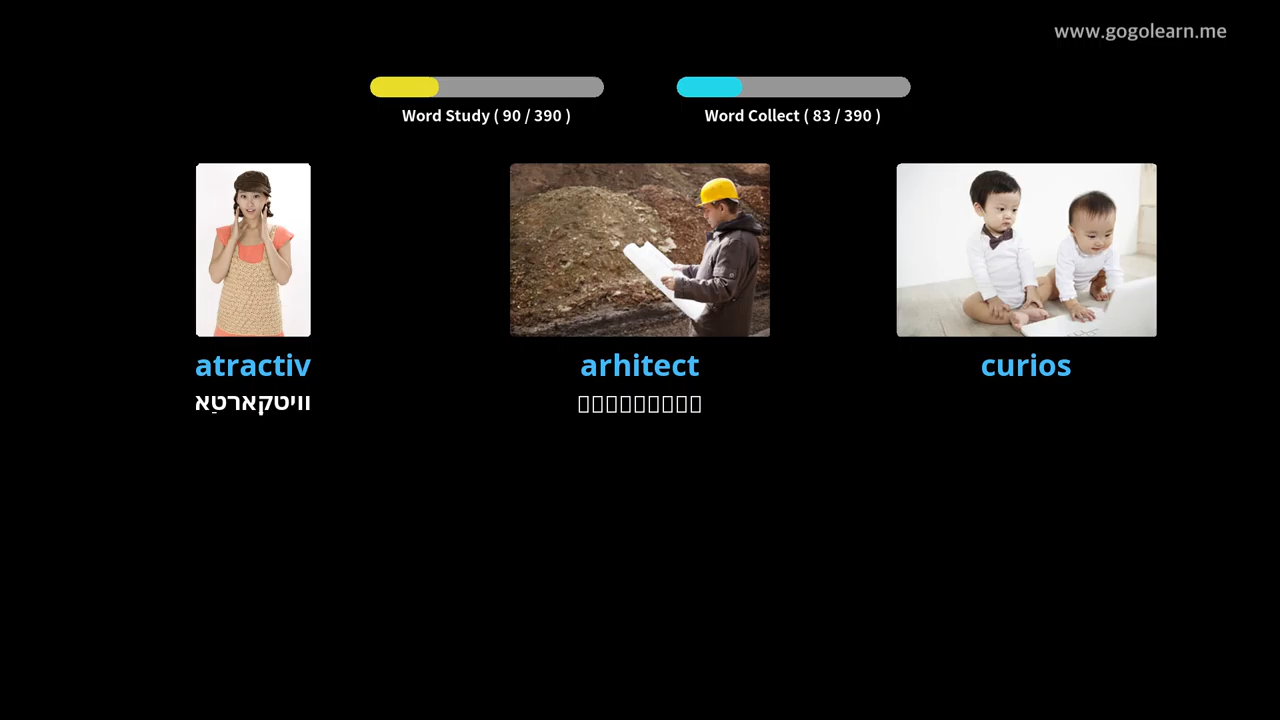 www.gogolearn.me
Word Study ( 90 / 390 )
Word Collect ( 83 / 390 )
atractiv
arhitect
curios
וויטקארטַא